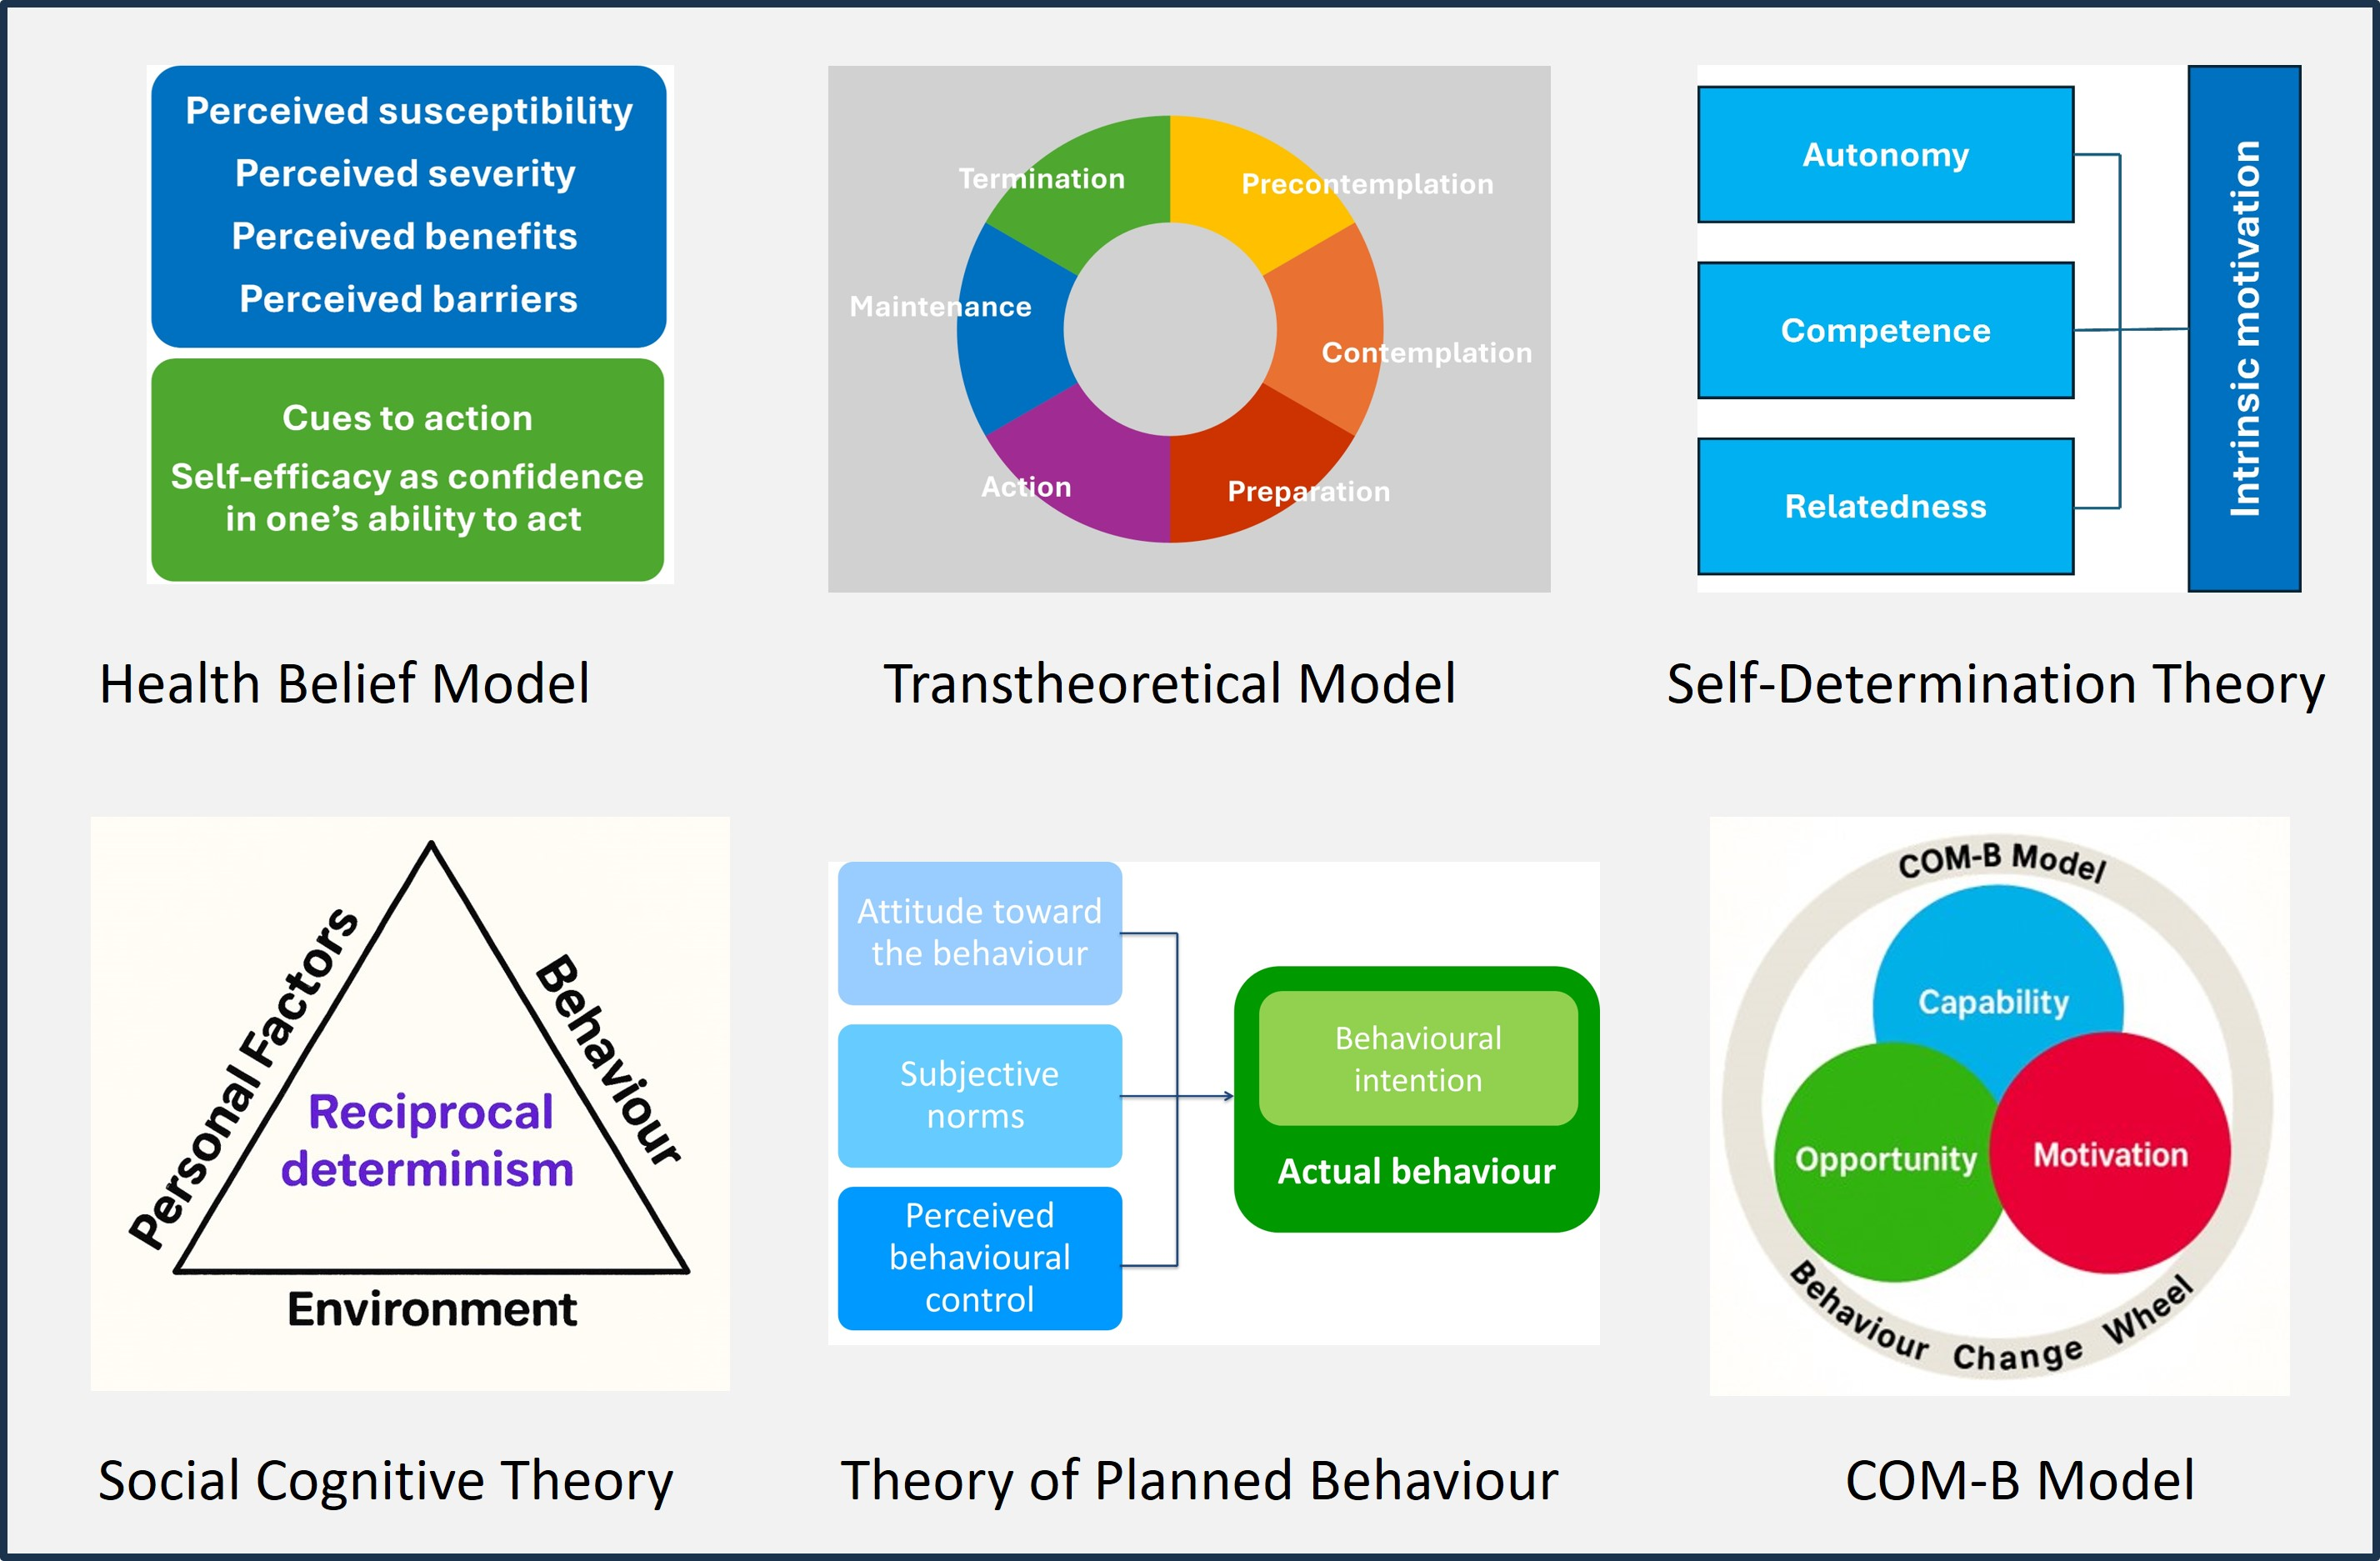 Perceived susceptibility
Perceived severity
Perceived benefits
Perceived barriers
Cues to action
Self-efficacy as confidence
in one's ability to act
Health Belief Model
Termination
Precontemplation
Maintenance
Contemplation
Action
Preparation
Transtheoretical Model
Autonomy
Competence
Relatedness
Intrinsic motivation
Self-Determination Theory
Personal Factors
Behaviour
Reciprocal
determinism
Environment
Social Cognitive Theory
Attitude toward
the behaviour
Subjective
norms
Perceived
behavioural
control
Behavioural
intention
Actual behaviour
Theory of Planned Behaviour
COM-B Model
Capability
Opportunity
Motivation
Behaviour Change Wheel
COM-B Model